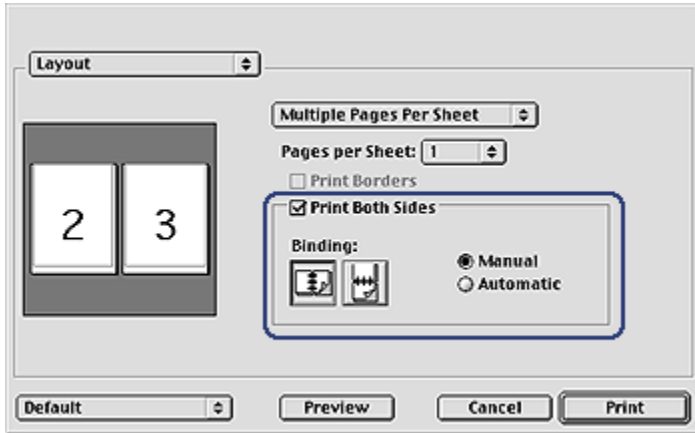 Layout
Multiple Pages Per Sheet
Pages per Sheet: 1
Print Borders
Print Both Sides
2 3
Binding:
Manual
Automatic
Default Preview Cancel Print